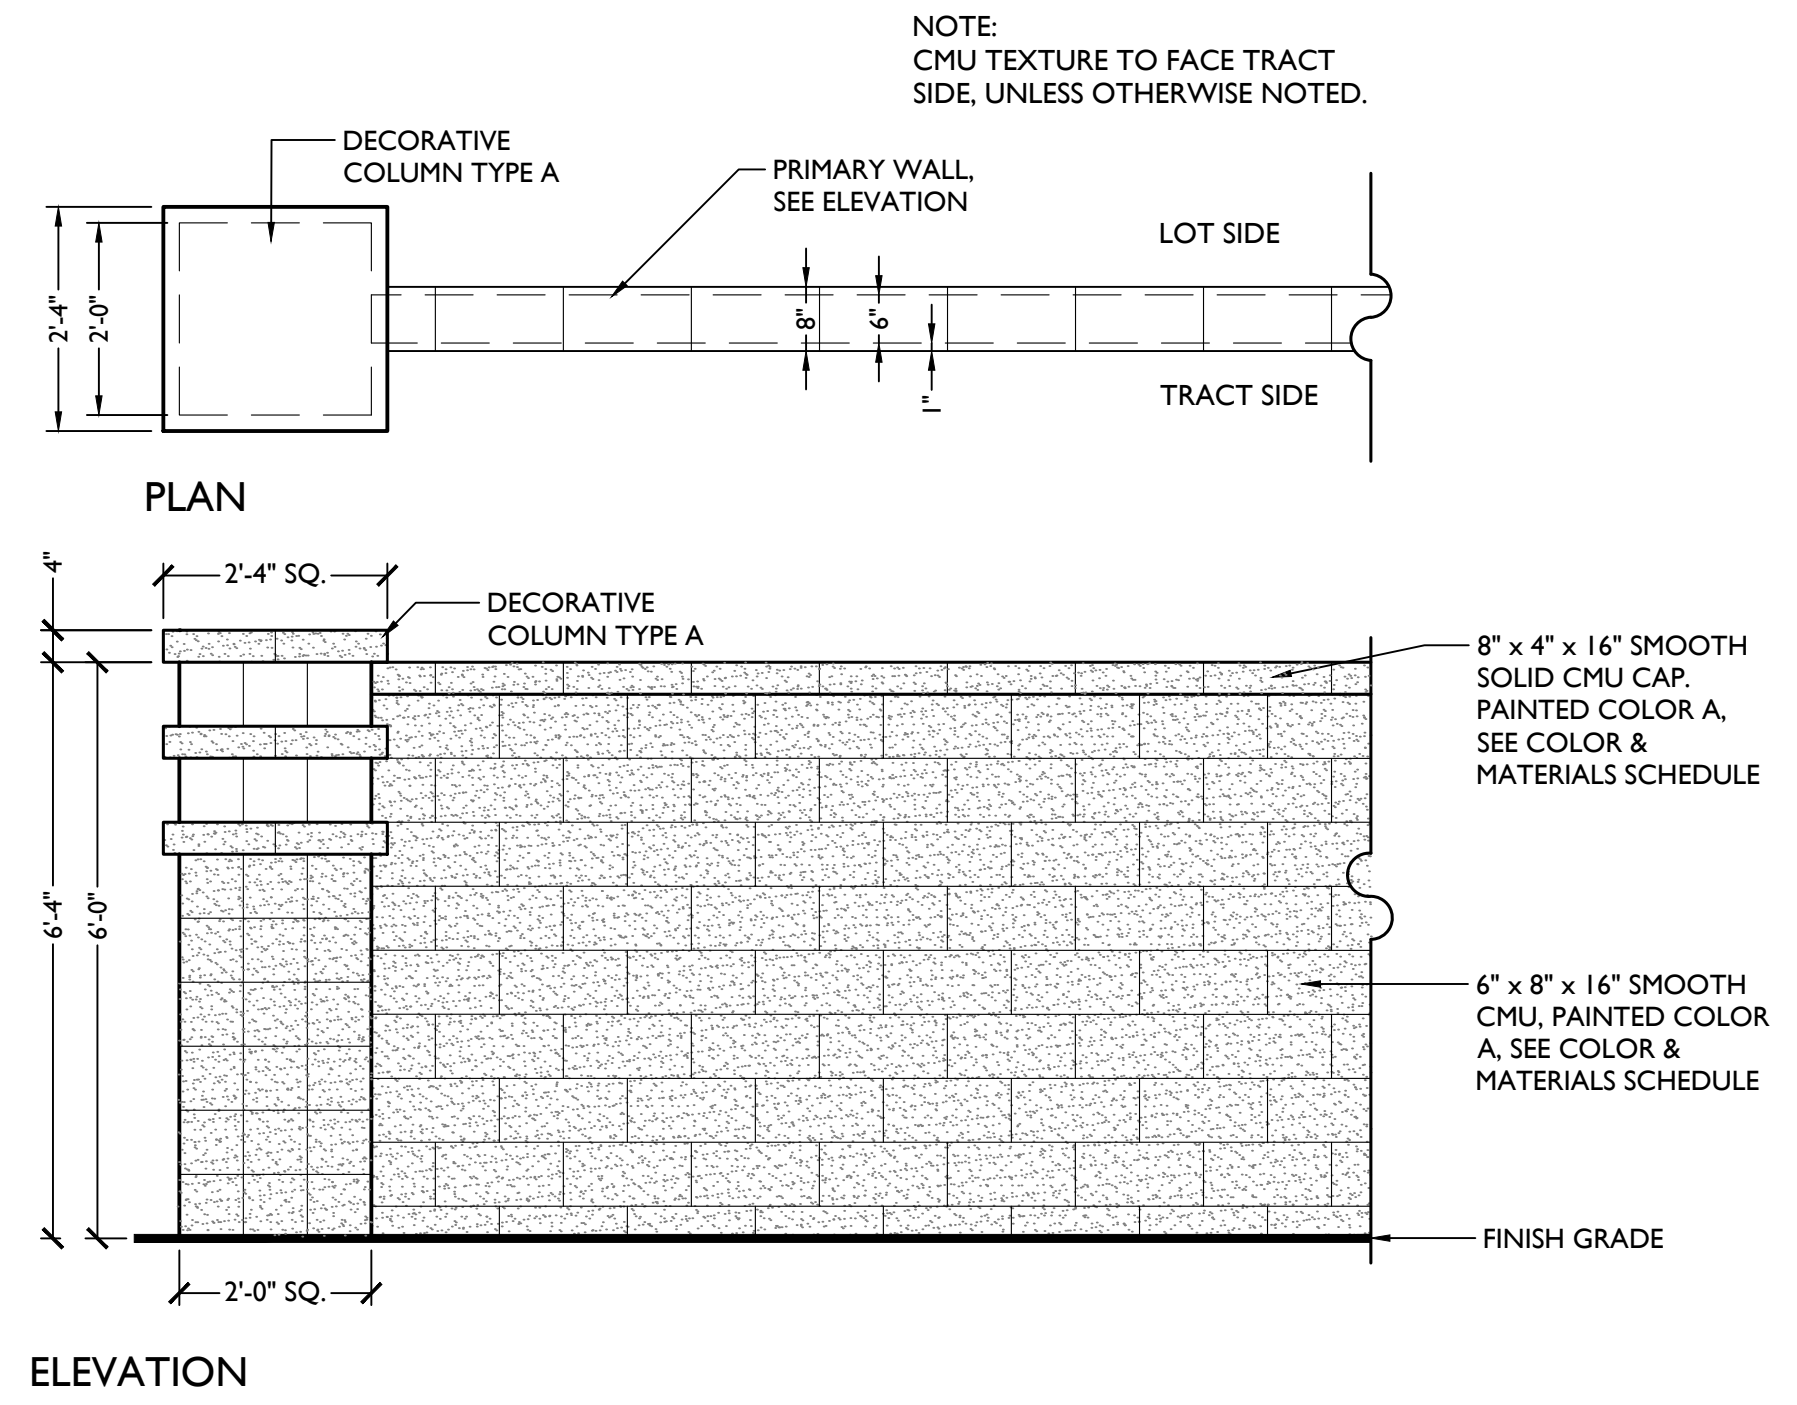 NOTE:
CMU TEXTURE TO FACE TRACT
SIDE, UNLESS OTHERWISE NOTED.
DECORATIVE
COLUMN TYPE A
PRIMARY WALL,
SEE ELEVATION
LOT SIDE
2'-4"
2'-0"
8"
6"
1"
TRACT SIDE
PLAN
4"
2'-4" SQ.
DECORATIVE
COLUMN TYPE A
8" x 4" x 16" SMOOTH
SOLID CMU CAP.
PAINTED COLOR A,
SEE COLOR &
MATERIALS SCHEDULE
6'-4"
6'-0"
6" x 8" x 16" SMOOTH
CMU, PAINTED COLOR
A, SEE COLOR &
MATERIALS SCHEDULE
FINISH GRADE
2'-0" SQ.
ELEVATION